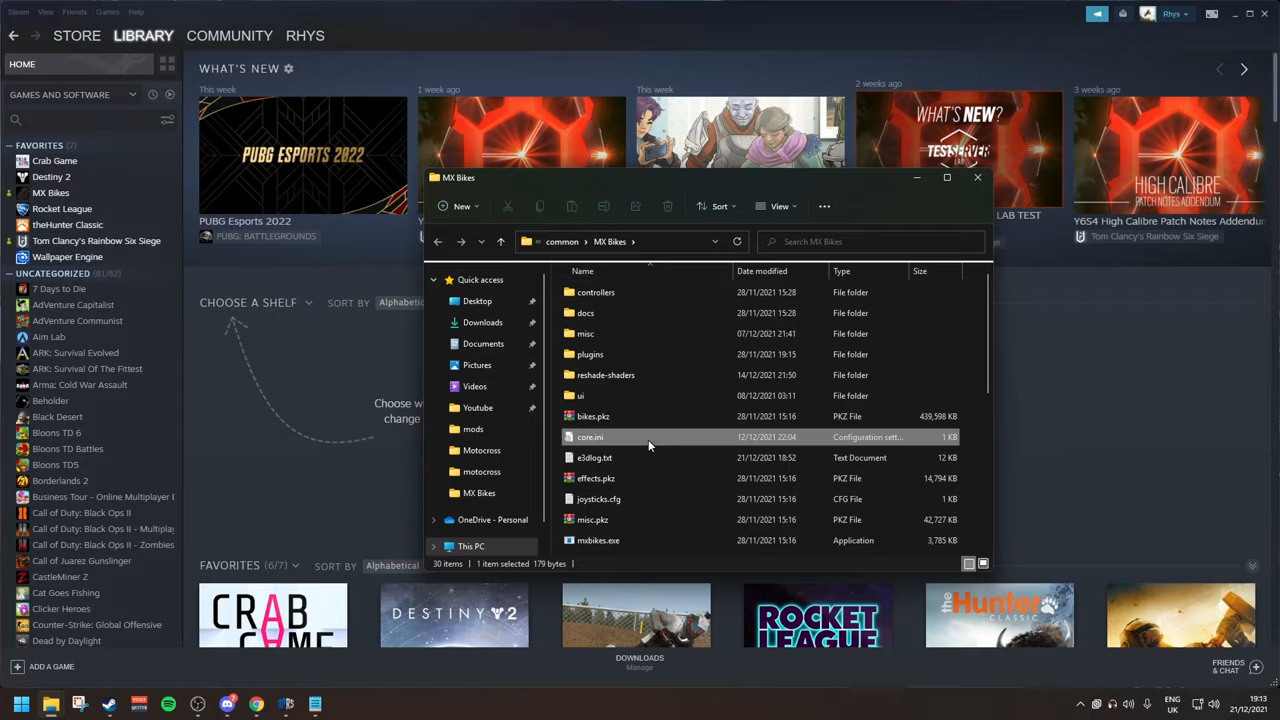 Steam View Friends Games Help
Rhys
STORE LIBRARY COMMUNITY RHYS
HOME
GAMES AND SOFTWARE
FAVORITES (7)
Crab Game
Destiny 2
MX Bikes
Rocket League
theHunter Classic
Tom Clancy's Rainbow Six Siege
Wallpaper Engine
UNCATEGORIZED (81/82)
7 Days to Die
AdVenture Capitalist
AdVenture Communist
Aim Lab
ARK: Survival Evolved
ARK: Survival Of The Fittest
Arma: Cold War Assault
Beholder
Black Desert
Bloons TD 6
Bloons TD Battles
Bloons TD5
Borderlands 2
Business Tour - Online Multiplayer
Call of Duty: Black Ops II
Call of Duty: Black Ops II - Multiplayer
Call of Duty: Black Ops II - Zombies
Call of Juarez Gunslinger
CastleMiner Z
Cat Goes Fishing
Clicker Heroes
Counter-Strike: Global Offensive
Dead by Daylight
ADD A GAME
WHAT'S NEW
This week
1 week ago
This week
2 weeks ago
3 weeks ago
PUBG ESPORTS 2022
WHAT'S NEW?
TESTSERVER
LAB
HIGH CALIBRE
PATCH NOTES ADDENDUM
PUBG Esports 2022
PUBG: BATTLEGROUNDS
LAB TEST
Y6S4 High Calibre Patch Notes Addendum
Tom Clancy's Rainbow Six Siege
CHOOSE A SHELF SORT BY Alphabetic
Choose w
change
MX Bikes
New Sort View
common MX Bikes Search MX Bikes
Quick access
Desktop
Downloads
Documents
Pictures
Videos
Youtube
mods
Motocross
motocross
MX Bikes
OneDrive - Personal
This PC
Name Date modified Type Size
controllers 28/11/2021 15:28 File folder
docs 28/11/2021 15:28 File folder
misc 07/12/2021 21:41 File folder
plugins 28/11/2021 19:15 File folder
reshade-shaders 14/12/2021 21:50 File folder
ui 08/12/2021 03:11 File folder
bikes.pkz 28/11/2021 15:16 PKZ File 439,598 KB
core.ini 12/12/2021 22:04 Configuration sett... 1 KB
e3dlog.txt 21/12/2021 18:52 Text Document 12 KB
effects.pkz 28/11/2021 15:16 PKZ File 14,794 KB
joysticks.cfg 28/11/2021 15:16 CFG File 1 KB
misc.pkz 28/11/2021 15:16 PKZ File 42,727 KB
mxbikes.exe 28/11/2021 15:16 Application 3,785 KB
30 items 1 item selected 179 bytes
FAVORITES (6/7) SORT BY Alphabetical
CRAB
GAME
DESTINY 2
ROCKET
LEAGUE
the Hunter
CLASSIC
DOWNLOADS
Manage
FRIENDS
& CHAT
ENG
UK
19:13
21/12/2021